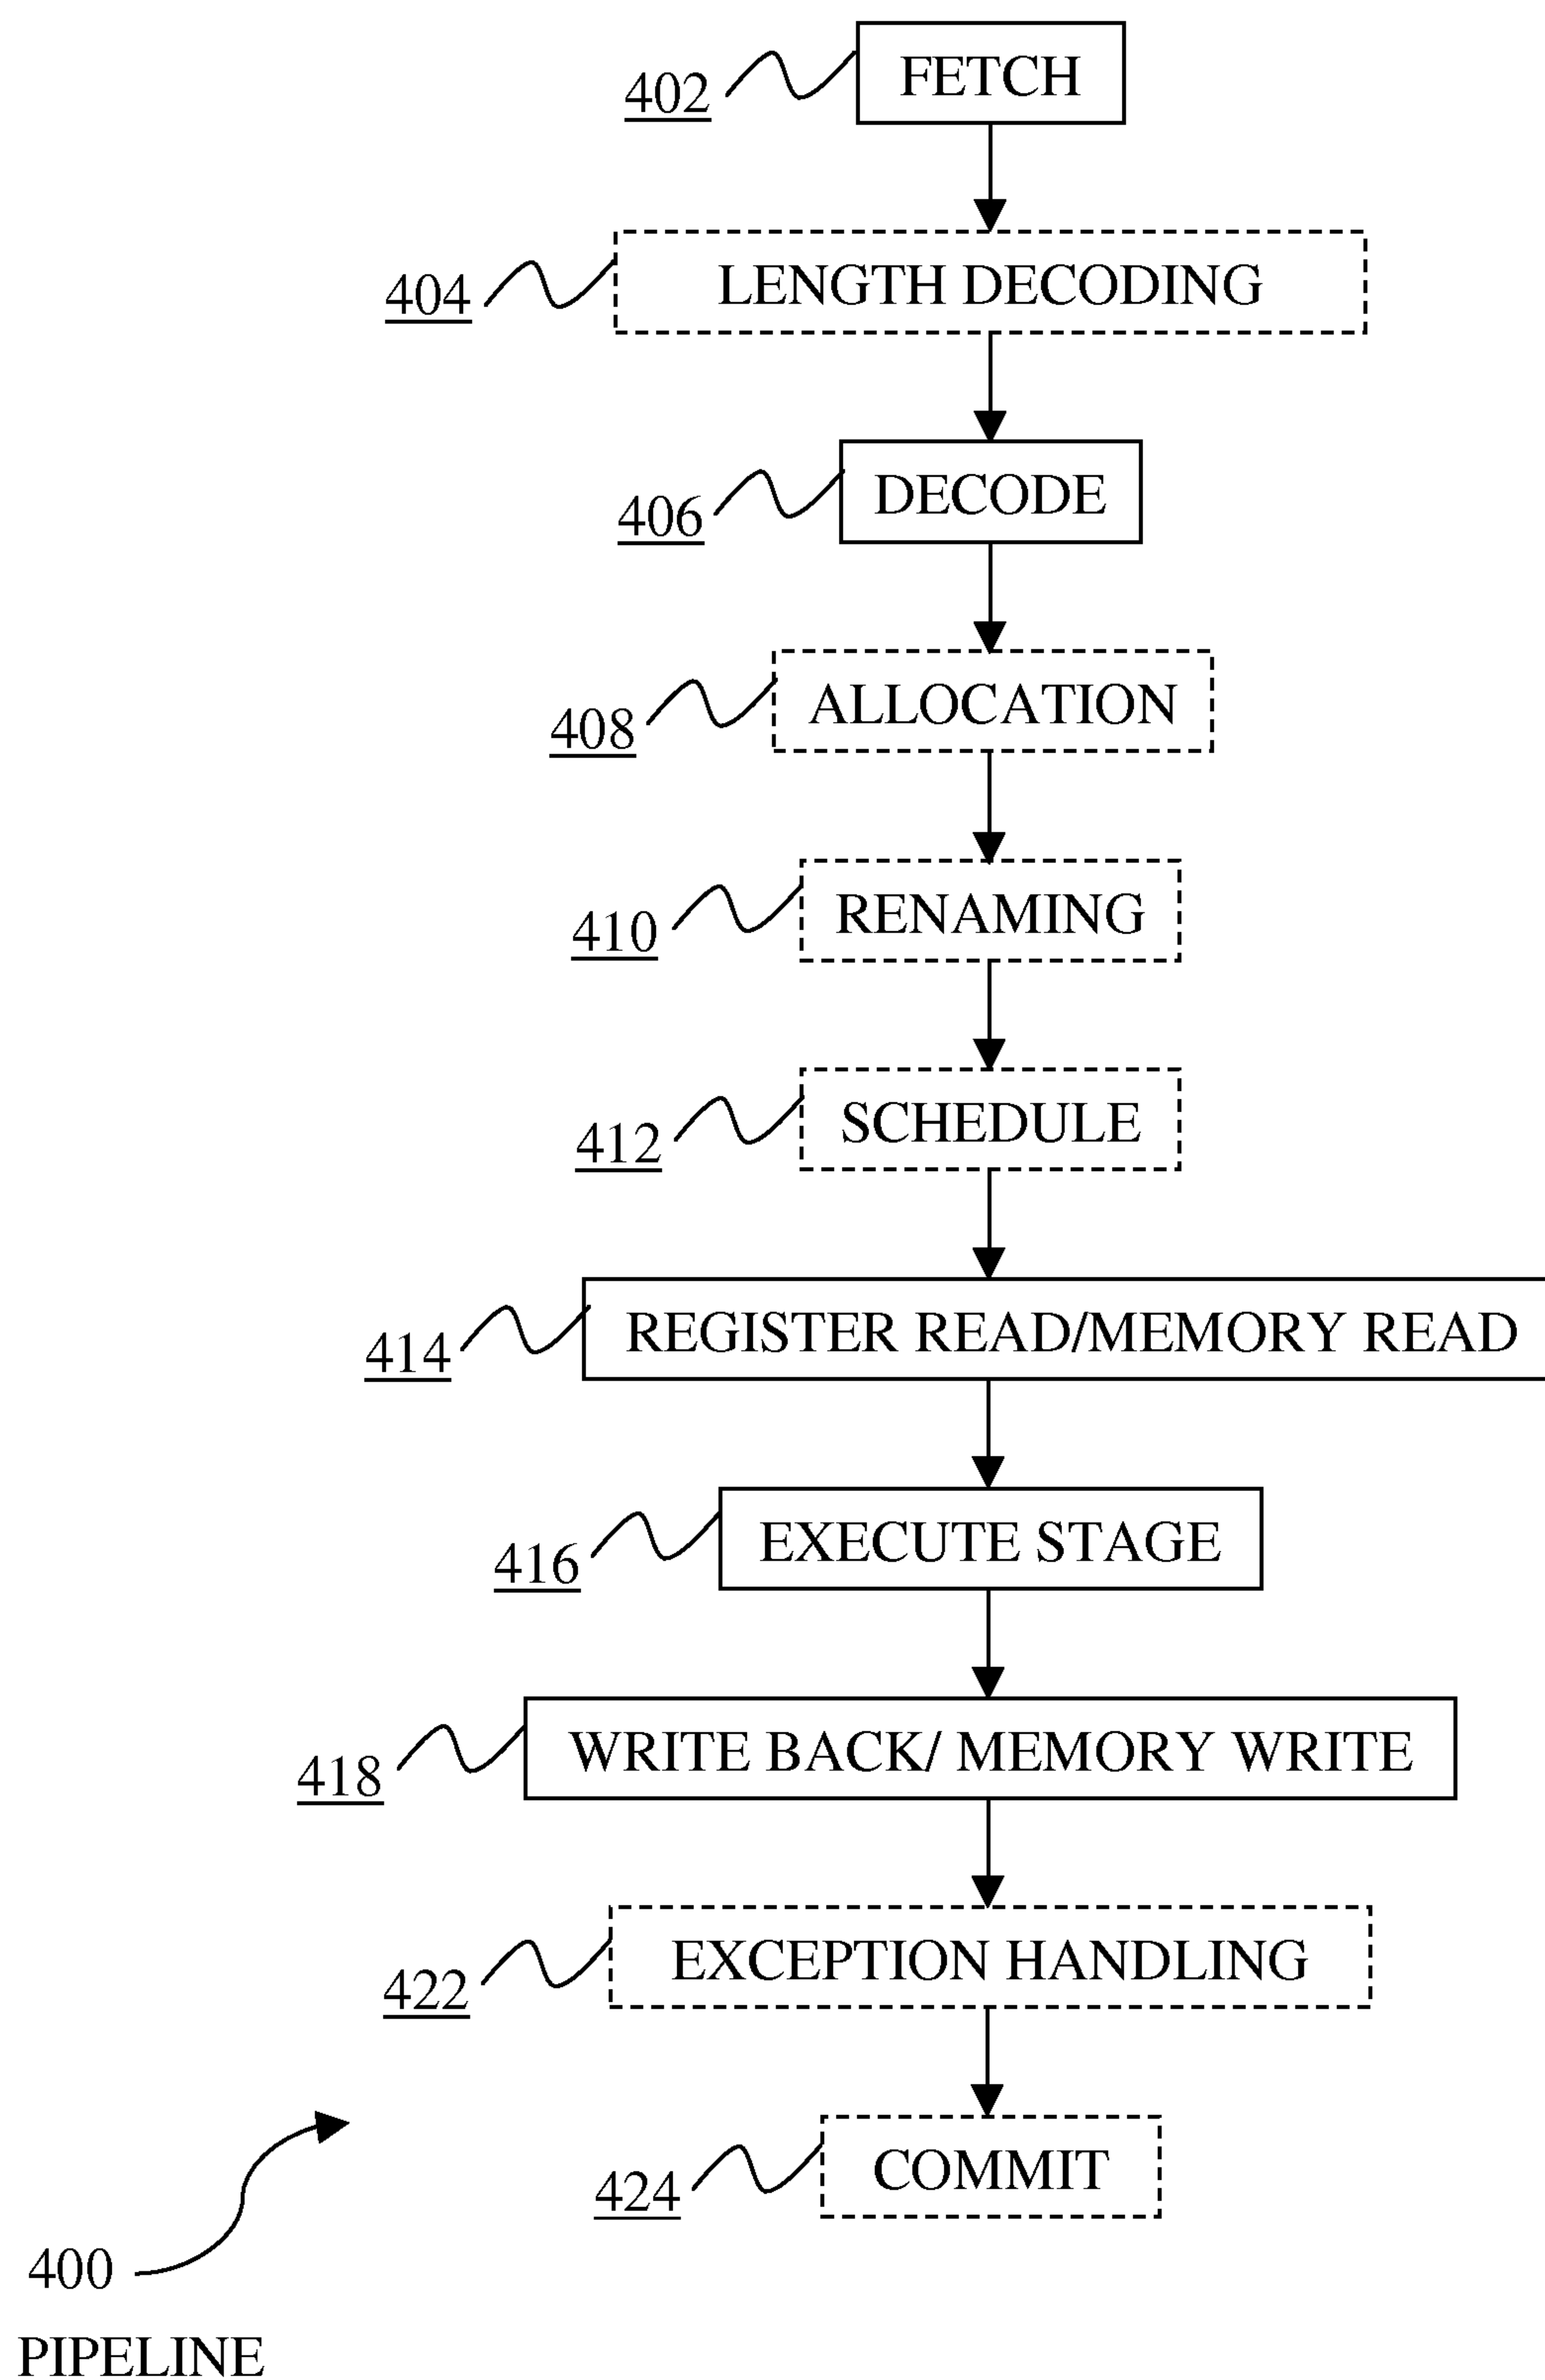 FETCH
402
LENGTH DECODING
404
DECODE
406
ALLOCATION
408
RENAMING
410
SCHEDULE
412
REGISTER READ/MEMORY READ
414
EXECUTE STAGE
416
WRITE BACK/ MEMORY WRITE
418
EXCEPTION HANDLING
422
COMMIT
424
400
PIPELINE